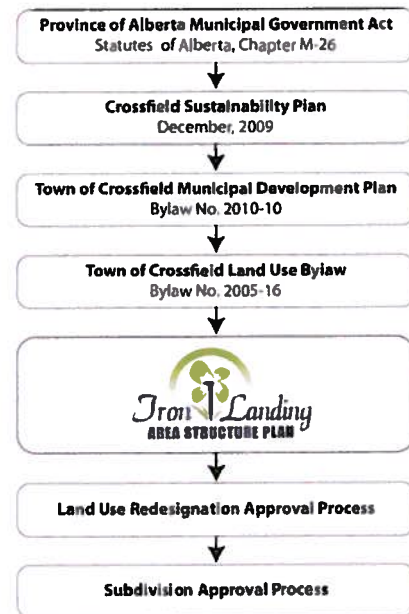 Province of Alberta Municipal Government Act
Statutes of Alberta, Chapter M-26
Crossfield Sustainability Plan
December, 2009
Town of Crossfield Municipal Development Plan
Bylaw No. 2010-10
Town of Crossfield Land Use Bylaw
Bylaw No. 2005-16
Iron Landing
AREA STRUCTURE PLAN
Land Use Redesignation Approval Process
Subdivision Approval Process